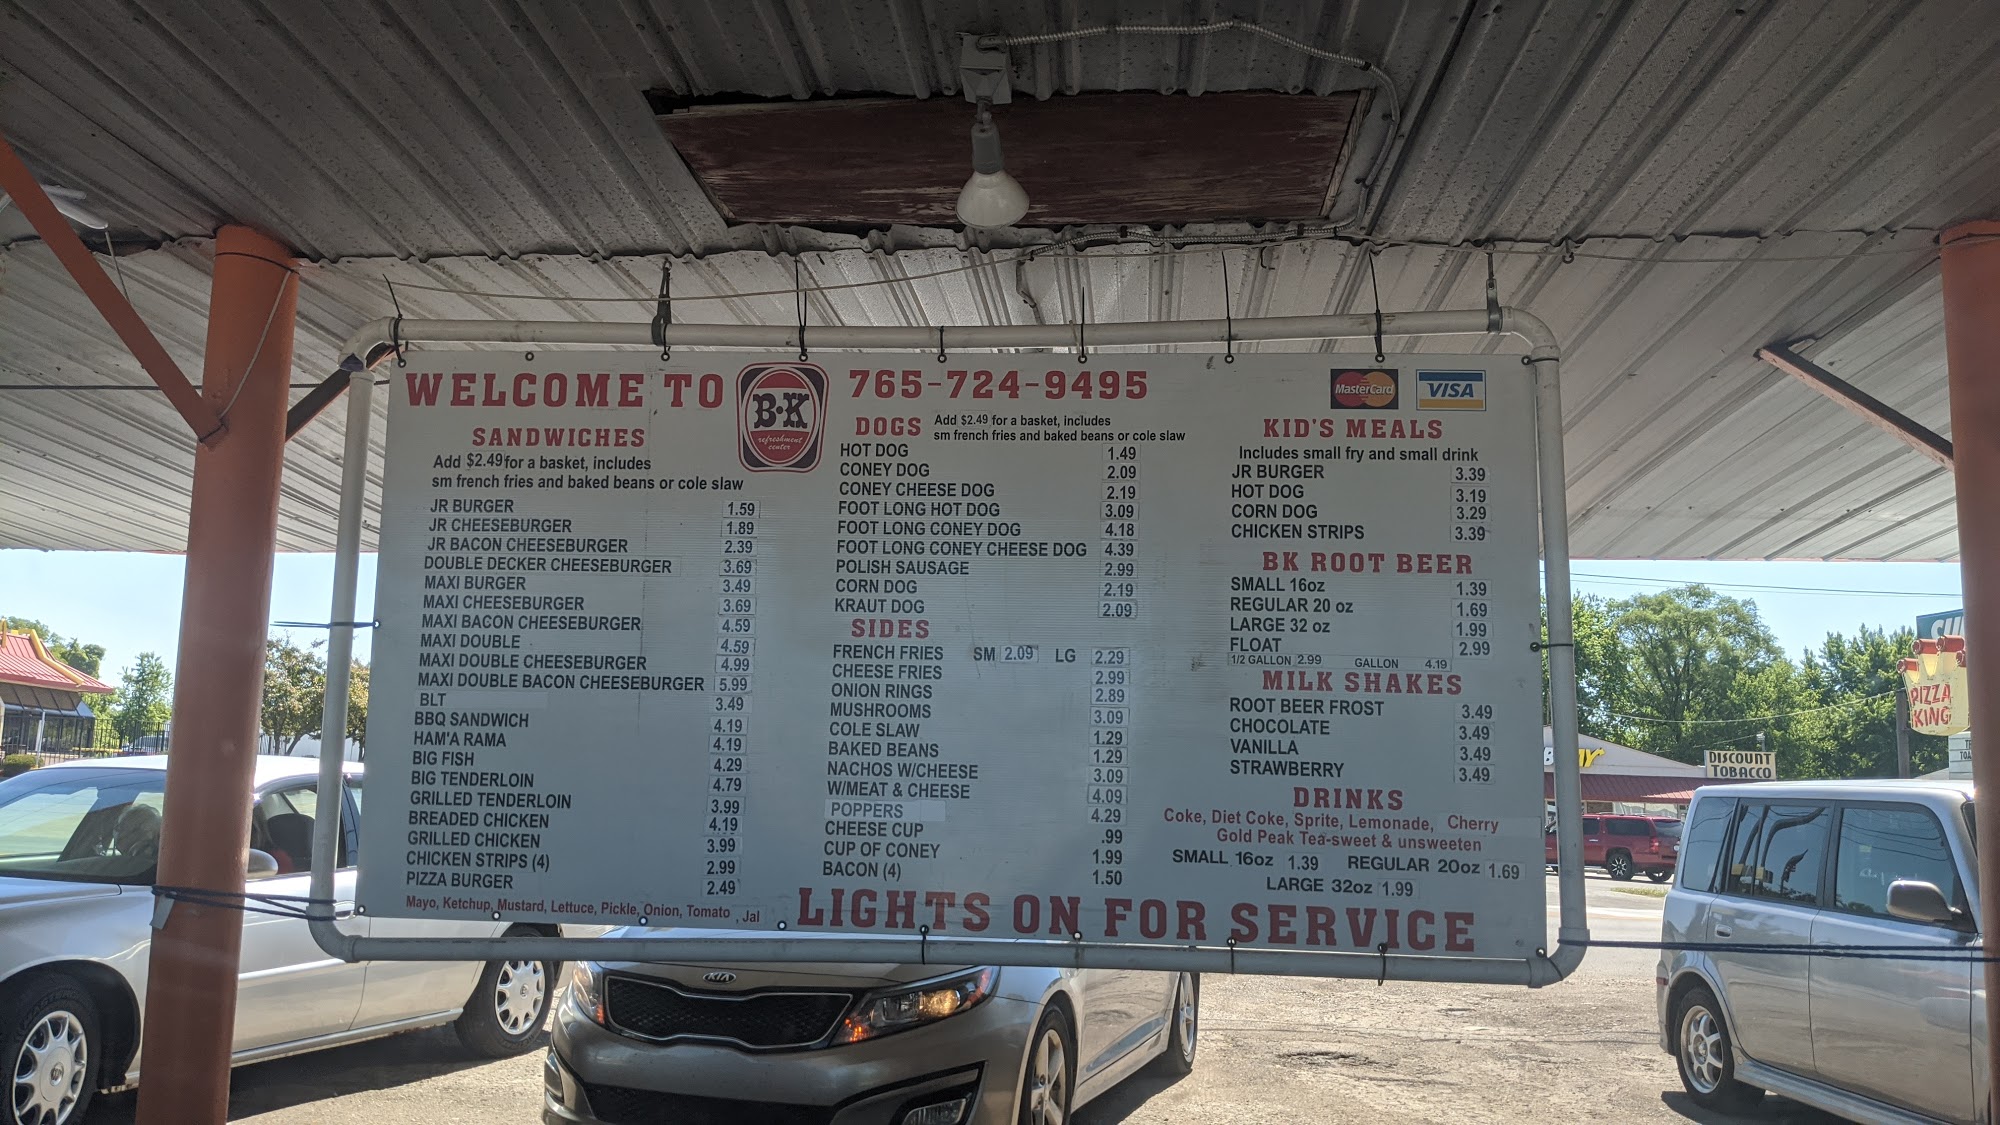 WELCOME TO
B·K
refreshment
center
765-724-9495
MasterCard
VISA
SANDWICHES
Add $2.49 for a basket, includes
sm french fries and baked beans or cole slaw
JR BURGER 1.59
JR CHEESEBURGER 1.89
JR BACON CHEESEBURGER 2.39
DOUBLE DECKER CHEESEBURGER 3.69
MAXI BURGER 3.49
MAXI CHEESEBURGER 3.69
MAXI BACON CHEESEBURGER 4.59
MAXI DOUBLE 4.59
MAXI DOUBLE CHEESEBURGER 4.99
MAXI DOUBLE BACON CHEESEBURGER 5.99
BLT 3.49
BBQ SANDWICH 4.19
HAM'A RAMA 4.19
BIG FISH 4.29
BIG TENDERLOIN 4.79
GRILLED TENDERLOIN 3.99
BREADED CHICKEN 4.19
GRILLED CHICKEN 3.99
CHICKEN STRIPS (4) 2.99
PIZZA BURGER 2.49
Mayo, Ketchup, Mustard, Lettuce, Pickle, Onion, Tomato , Jal
DOGS Add $2.49 for a basket, includes
sm french fries and baked beans or cole slaw
HOT DOG 1.49
CONEY DOG 2.09
CONEY CHEESE DOG 2.19
FOOT LONG HOT DOG 3.09
FOOT LONG CONEY DOG 4.18
FOOT LONG CONEY CHEESE DOG 4.39
POLISH SAUSAGE 2.99
CORN DOG 2.19
KRAUT DOG 2.09
SIDES
FRENCH FRIES SM 2.09 LG 2.29
CHEESE FRIES 2.99
ONION RINGS 2.89
MUSHROOMS 3.09
COLE SLAW 1.29
BAKED BEANS 1.29
NACHOS W/CHEESE 3.09
W/MEAT & CHEESE 4.09
POPPERS 4.29
CHEESE CUP .99
CUP OF CONEY 1.99
BACON (4) 1.50
KID'S MEALS
Includes small fry and small drink
JR BURGER 3.39
HOT DOG 3.19
CORN DOG 3.29
CHICKEN STRIPS 3.39
BK ROOT BEER
SMALL 16oz 1.39
REGULAR 20 oz 1.69
LARGE 32 oz 1.99
FLOAT 2.99
1/2 GALLON 2.99 GALLON 4.19
MILK SHAKES
ROOT BEER FROST 3.49
CHOCOLATE 3.49
VANILLA 3.49
STRAWBERRY 3.49
DRINKS
Coke, Diet Coke, Sprite, Lemonade, Cherry
Gold Peak Tea-sweet & unsweeten
SMALL 16oz 1.39 REGULAR 20oz 1.69
LARGE 32oz 1.99
LIGHTS ON FOR SERVICE
KIA
PIZZA
KING
DISCOUNT
TOBACCO